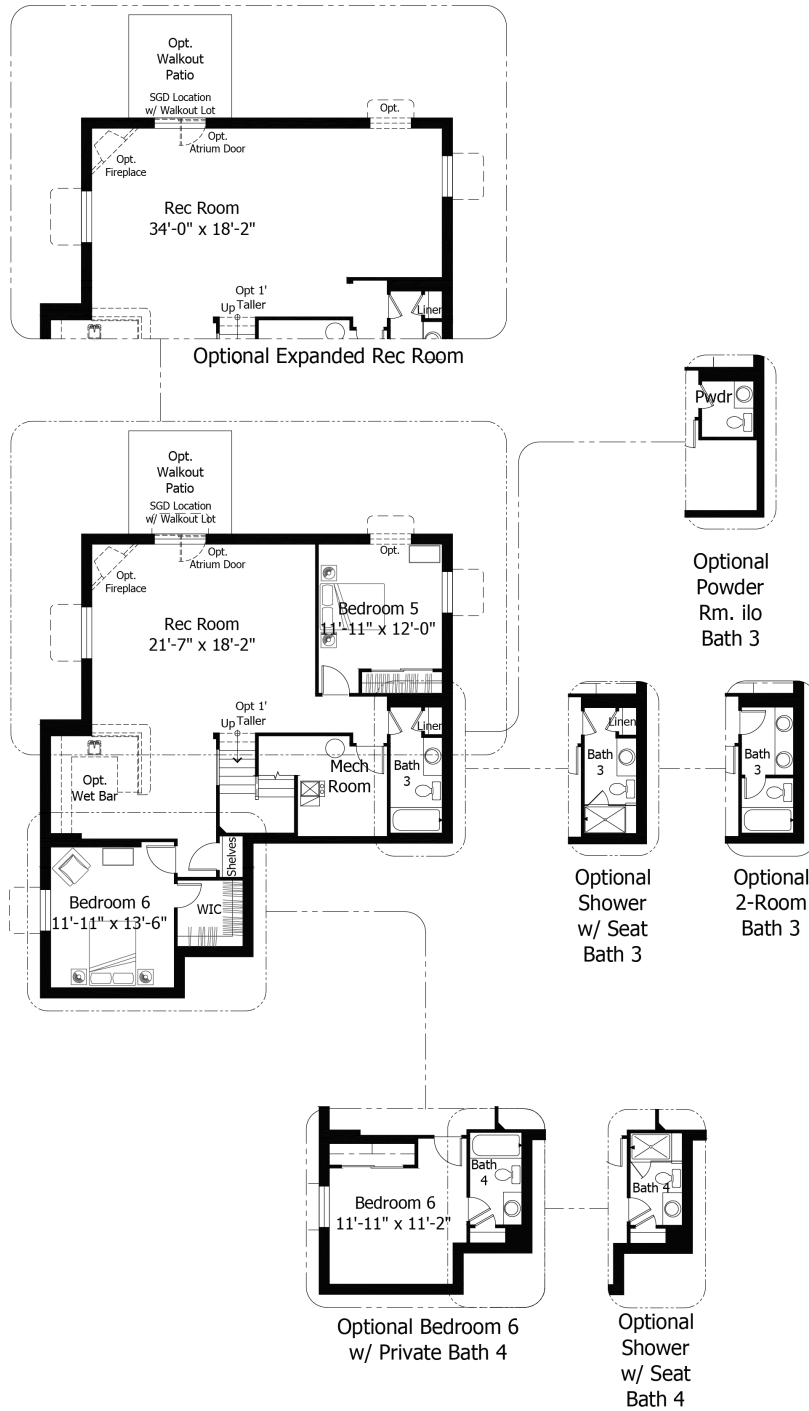 Opt.
Walkout
Patio
SGD Location
w/ Walkout Lot
Opt.
Opt.
Atrium Door
Opt.
Fireplace
Rec Room
34'-0" x 18'-2"
Opt 1'
Up Taller
Linen
Optional Expanded Rec Room
Pwdr
Optional
Powder
Rm. ilo
Bath 3
Opt.
Walkout
Patio
SGD Location
w/ Walkout Lot
Opt.
Atrium Door
Opt.
Opt.
Fireplace
Rec Room
21'-7" x 18'-2"
Bedroom 5
11'-11" x 12'-0"
Opt 1'
Up Taller
Linen
Mech
Room
Bath
3
Opt.
Wet Bar
Shelves
Bedroom 6
11'-11" x 13'-6"
WIC
Linen
Bath
3
Optional
Shower
w/ Seat
Bath 3
Bath
3
Optional
2-Room
Bath 3
Bath
4
Bedroom 6
11'-11" x 11'-2"
Optional Bedroom 6
w/ Private Bath 4
Bath 4
Optional
Shower
w/ Seat
Bath 4